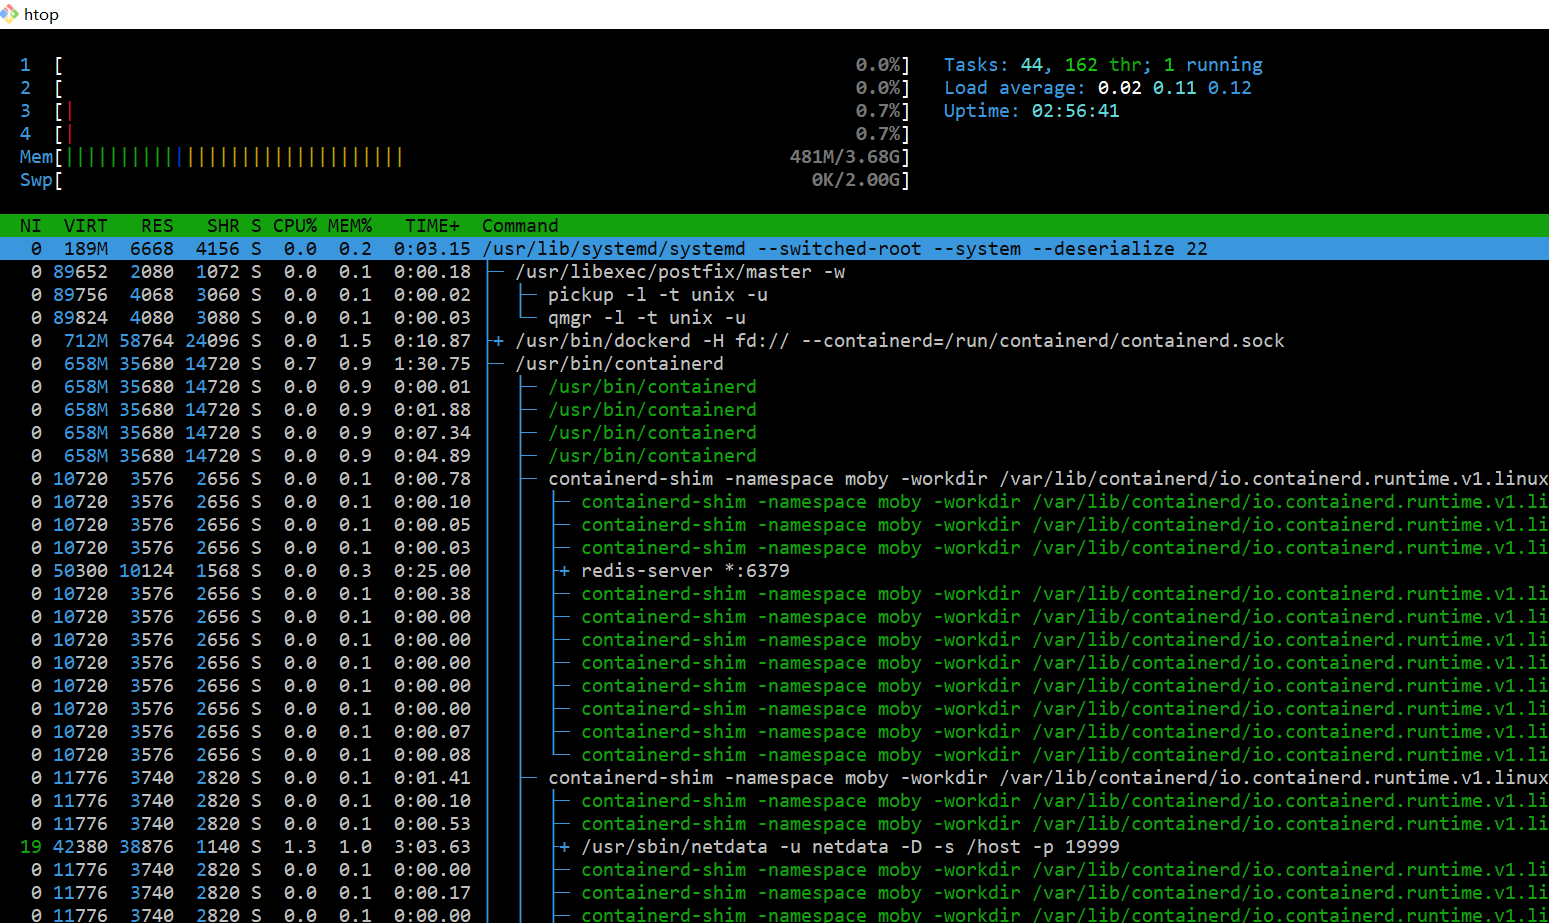 htop
1 [ 0.0%] Tasks: 44, 162 thr; 1 running
2 [ 0.0%] Load average: 0.02 0.11 0.12
3 [| 0.7%] Uptime: 02:56:41
4 [| 0.7%]
Mem[||||||||||||||||||||||||||||||| 481M/3.68G]
Swp[ 0K/2.00G]
NI VIRT RES SHR S CPU% MEM% TIME+ Command
0 189M 6668 4156 S 0.0 0.2 0:03.15 /usr/lib/systemd/systemd --switched-root --system --deserialize 22
0 89652 2080 1072 S 0.0 0.1 0:00.18 ├─ /usr/libexec/postfix/master -w
0 89756 4068 3060 S 0.0 0.1 0:00.02 │ ├─ pickup -l -t unix -u
0 89824 4080 3080 S 0.0 0.1 0:00.03 │ └─ qmgr -l -t unix -u
0 712M 58764 24096 S 0.0 1.5 0:10.87 ├+ /usr/bin/dockerd -H fd:// --containerd=/run/containerd/containerd.sock
0 658M 35680 14720 S 0.7 0.9 1:30.75 ├─ /usr/bin/containerd
0 658M 35680 14720 S 0.0 0.9 0:00.01 │ ├─ /usr/bin/containerd
0 658M 35680 14720 S 0.0 0.9 0:01.88 │ ├─ /usr/bin/containerd
0 658M 35680 14720 S 0.0 0.9 0:07.34 │ ├─ /usr/bin/containerd
0 658M 35680 14720 S 0.0 0.9 0:04.89 │ ├─ /usr/bin/containerd
0 10720 3576 2656 S 0.0 0.1 0:00.78 │ ├─ containerd-shim -namespace moby -workdir /var/lib/containerd/io.containerd.runtime.v1.linux
0 10720 3576 2656 S 0.0 0.1 0:00.10 │ │ ├─ containerd-shim -namespace moby -workdir /var/lib/containerd/io.containerd.runtime.v1.li
0 10720 3576 2656 S 0.0 0.1 0:00.05 │ │ ├─ containerd-shim -namespace moby -workdir /var/lib/containerd/io.containerd.runtime.v1.li
0 10720 3576 2656 S 0.0 0.1 0:00.03 │ │ ├─ containerd-shim -namespace moby -workdir /var/lib/containerd/io.containerd.runtime.v1.li
0 50300 10124 1568 S 0.0 0.3 0:25.00 │ │ ├+ redis-server *:6379
0 10720 3576 2656 S 0.0 0.1 0:00.38 │ │ ├─ containerd-shim -namespace moby -workdir /var/lib/containerd/io.containerd.runtime.v1.li
0 10720 3576 2656 S 0.0 0.1 0:00.00 │ │ ├─ containerd-shim -namespace moby -workdir /var/lib/containerd/io.containerd.runtime.v1.li
0 10720 3576 2656 S 0.0 0.1 0:00.00 │ │ ├─ containerd-shim -namespace moby -workdir /var/lib/containerd/io.containerd.runtime.v1.li
0 10720 3576 2656 S 0.0 0.1 0:00.00 │ │ ├─ containerd-shim -namespace moby -workdir /var/lib/containerd/io.containerd.runtime.v1.li
0 10720 3576 2656 S 0.0 0.1 0:00.00 │ │ ├─ containerd-shim -namespace moby -workdir /var/lib/containerd/io.containerd.runtime.v1.li
0 10720 3576 2656 S 0.0 0.1 0:00.00 │ │ ├─ containerd-shim -namespace moby -workdir /var/lib/containerd/io.containerd.runtime.v1.li
0 10720 3576 2656 S 0.0 0.1 0:00.07 │ │ ├─ containerd-shim -namespace moby -workdir /var/lib/containerd/io.containerd.runtime.v1.li
0 10720 3576 2656 S 0.0 0.1 0:00.08 │ │ └─ containerd-shim -namespace moby -workdir /var/lib/containerd/io.containerd.runtime.v1.li
0 11776 3740 2820 S 0.0 0.1 0:01.41 │ ├─ containerd-shim -namespace moby -workdir /var/lib/containerd/io.containerd.runtime.v1.linux
0 11776 3740 2820 S 0.0 0.1 0:00.10 │ │ ├─ containerd-shim -namespace moby -workdir /var/lib/containerd/io.containerd.runtime.v1.li
0 11776 3740 2820 S 0.0 0.1 0:00.53 │ │ ├─ containerd-shim -namespace moby -workdir /var/lib/containerd/io.containerd.runtime.v1.li
19 42380 38876 1140 S 1.3 1.0 3:03.63 │ │ ├+ /usr/sbin/netdata -u netdata -D -s /host -p 19999
0 11776 3740 2820 S 0.0 0.1 0:00.00 │ │ ├─ containerd-shim -namespace moby -workdir /var/lib/containerd/io.containerd.runtime.v1.li
0 11776 3740 2820 S 0.0 0.1 0:00.17 │ │ ├─ containerd-shim -namespace moby -workdir /var/lib/containerd/io.containerd.runtime.v1.li
0 11776 3740 2820 S 0.0 0.1 0:00.00 │ │ ├─ containerd-shim -namespace moby -workdir /var/lib/containerd/io.containerd.runtime.v1.li